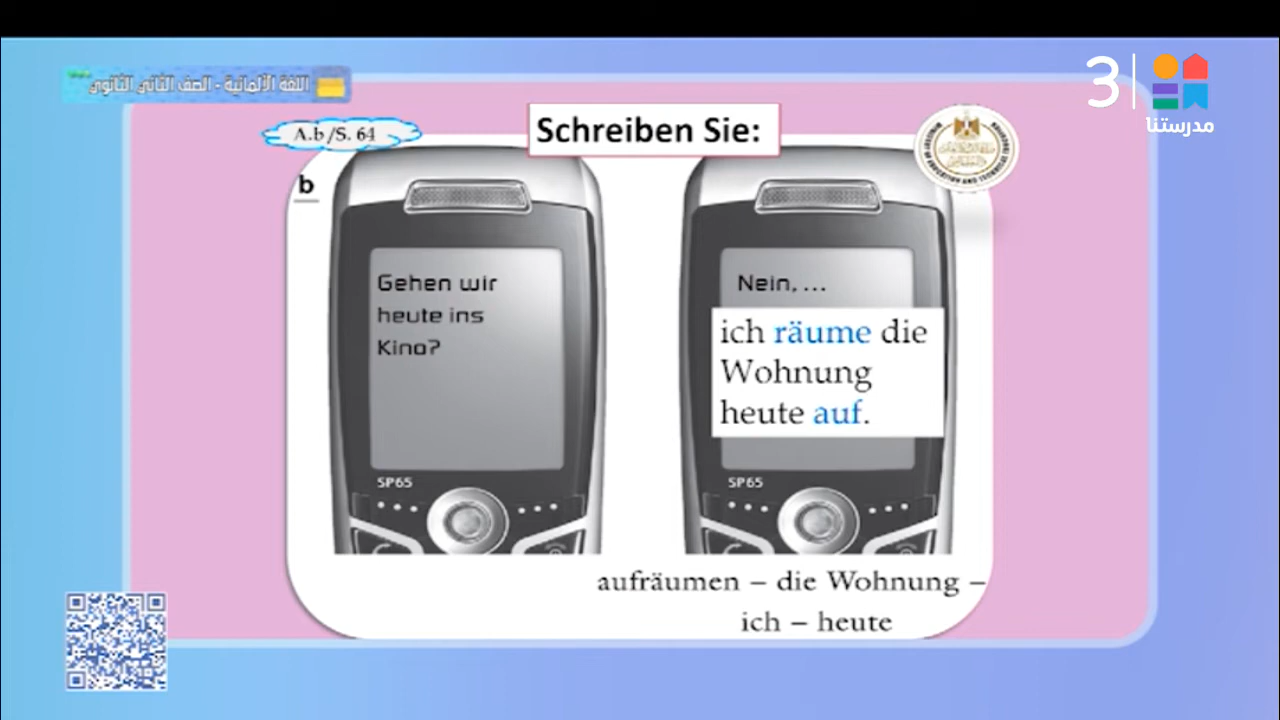 اللغة الألمانية - الصف الثاني الثانوي
3
مدرستنا
A.b /S. 64
Schreiben Sie:
b
Gehen wir
heute ins
Kino?
SP65
Nein, ...
ich räume die
Wohnung
heute auf.
SP65
aufräumen – die Wohnung –
ich – heute